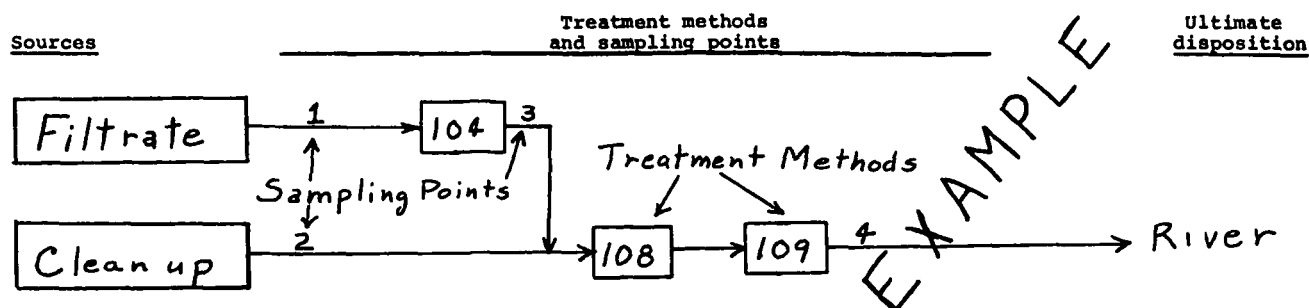 Sources
Treatment methods
and sampling points
Ultimate
disposition
Filtrate
1
104
3
Sampling Points
Treatment Methods
Clean up
2
108
109
4
River
EXAMPLE